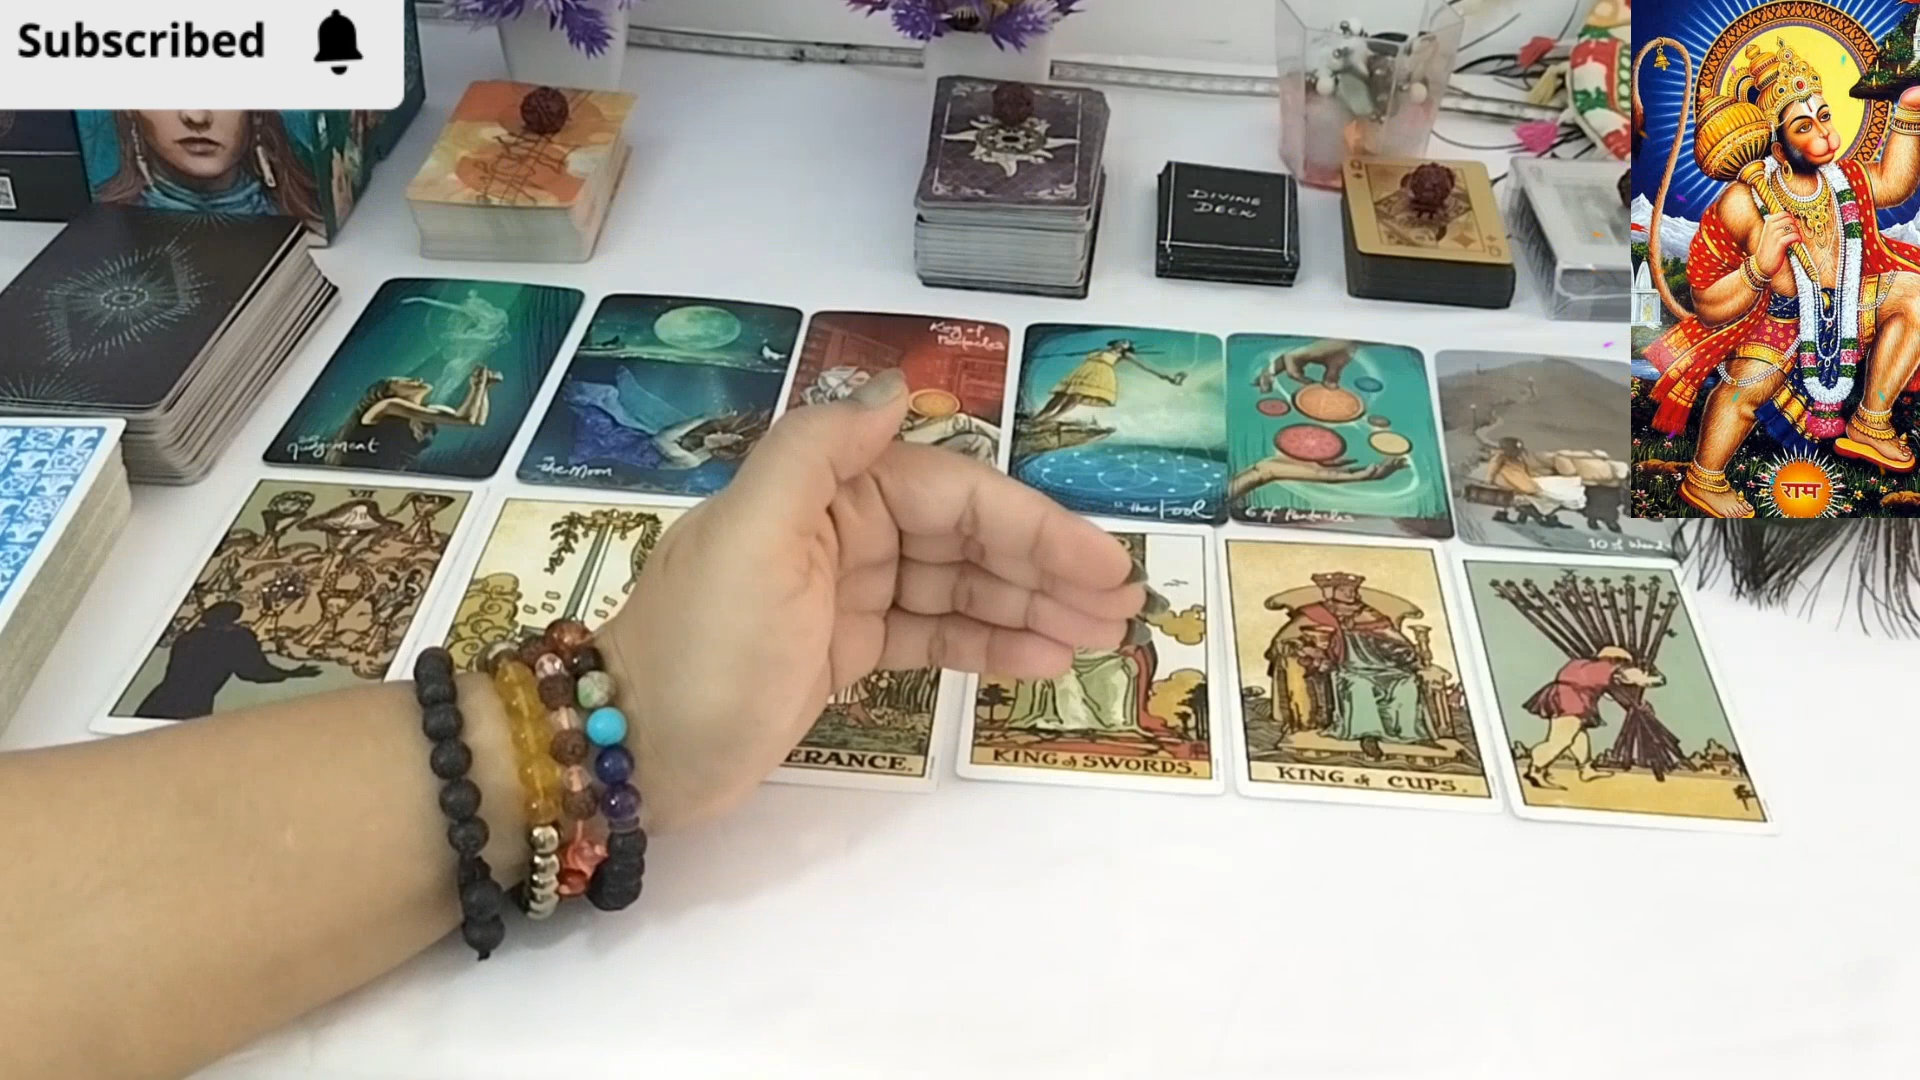 Subscribed
DIVINE
DECK
Q
King of
Pentacles
Judgement
the Moon
the Fool
6 of Pentacles
10 of Wands
राम
VII
ERANCE.
KING of SWORDS.
KING of CUPS.
X